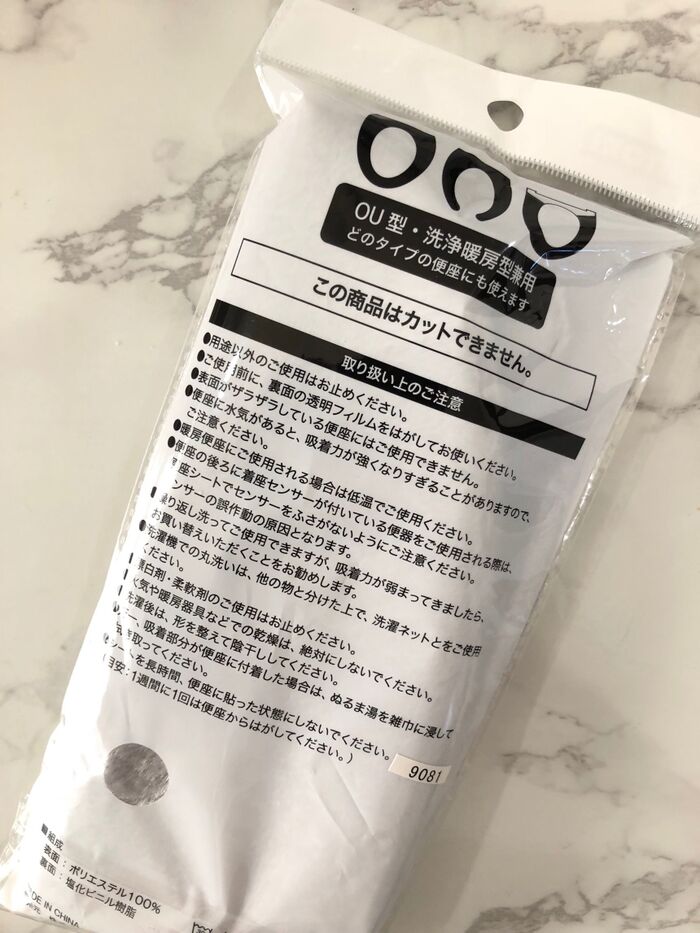 OU型・洗浄暖房型兼用
どのタイプの便座にも使えます
この商品はカットできません。
取り扱い上のご注意
●用途以外のご使用はお止めください。
●ご使用前に、裏面の透明フィルムをはがしてお使いください。
●表面がザラザラしている便座にはご使用できません。
●便座に水気があると、吸着力が強くなりすぎることがありますので、
ご注意ください。
●暖房便座にご使用される場合は低温でご使用ください。
●便座の後ろに着座センサーが付いている便器をご使用される際は、
座シートでセンサーをふさがないようにご注意ください。
ンサーの誤作動の原因となります。
り返し洗ってご使用できますが、吸着力が弱まってきましたら、
お買い替えいただくことをお勧めします。
●洗濯機での丸洗いは、他の物と分けた上で、洗濯ネットとをご使用
ください。
白剤・柔軟剤のご使用はお止めください。
気や暖房器具などでの乾燥は、絶対にしないでください。
濯後は、形を整えて陰干ししてください。
、吸着部分が便座に付着した場合は、ぬるま湯を雑巾に浸して
き取ってください。
を長時間、便座に貼った状態にしないでください。
目安：1週間に1回は便座からはがしてください。)
9081
組成
表面：ポリエステル100%
裏面：塩化ビニル樹脂
MADE IN CHINA